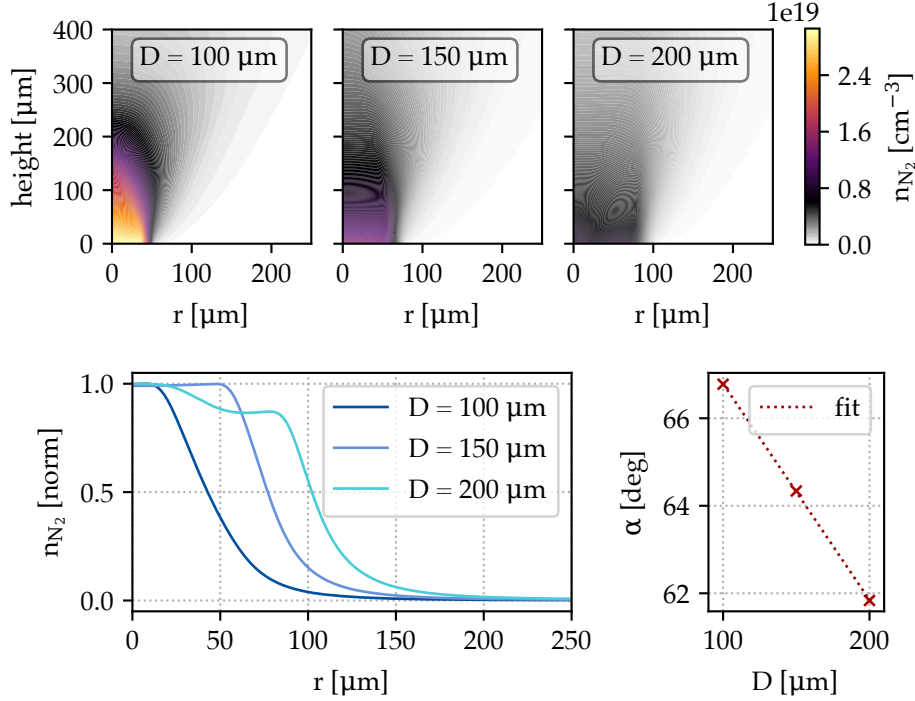 1e19
D = 100 μm
D = 150 μm
D = 200 μm
400
300
200
100
0
height [μm]
0 100 200
0 100 200
0 100 200
r [μm]
r [μm]
r [μm]
2.4
1.6
0.8
0.0
n_N₂ [cm⁻³]
1.0
0.5
0.0
n_N₂ [norm]
D = 100 μm
D = 150 μm
D = 200 μm
0 50 100 150 200 250
r [μm]
fit
66
64
62
α [deg]
100 200
D [μm]